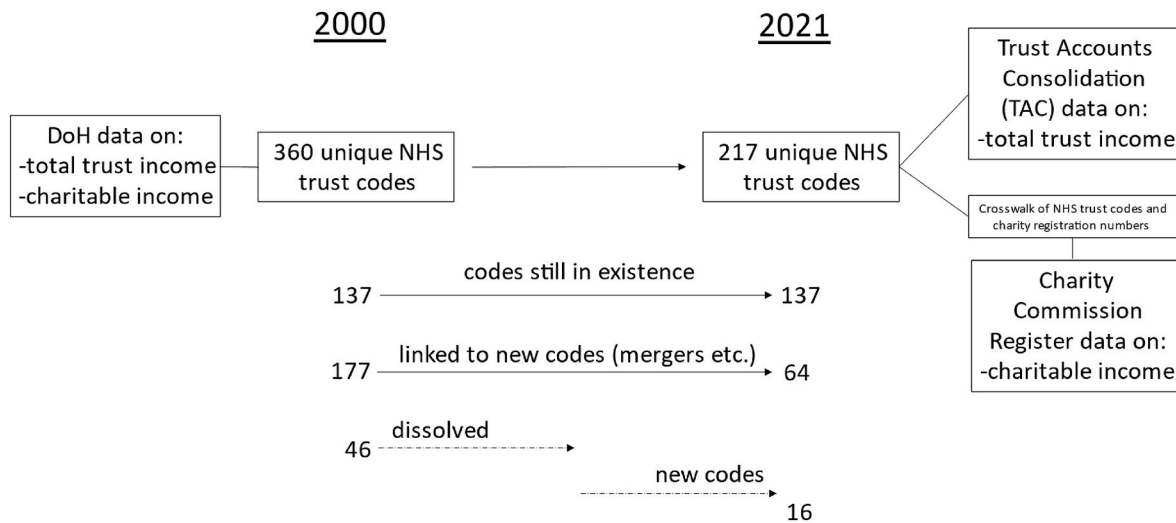 2000
2021
DoH data on:
-total trust income
-charitable income
360 unique NHS
trust codes
217 unique NHS
trust codes
Trust Accounts
Consolidation
(TAC) data on:
-total trust income
Crosswalk of NHS trust codes and
charity registration numbers
Charity
Commission
Register data on:
-charitable income
codes still in existence
137
137
linked to new codes (mergers etc.)
177
64
dissolved
46
new codes
16